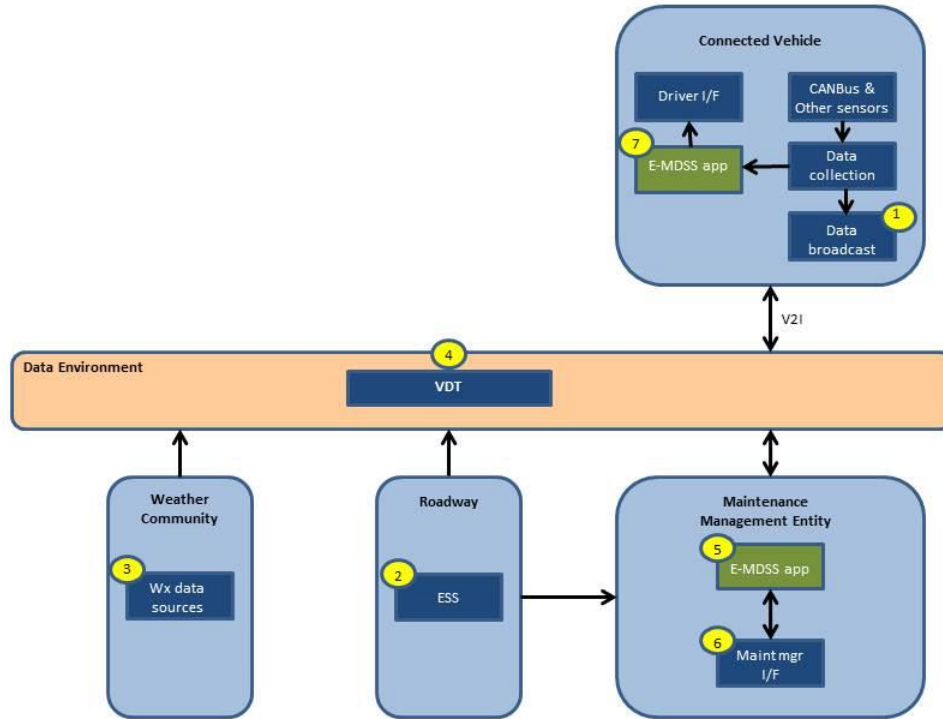 Connected Vehicle
Driver I/F
CANBus &
Other sensors
7
E-MDSS app
Data
collection
1
Data
broadcast
V2I
4
Data Environment
VDT
Weather
Community
3
Wx data
sources
Roadway
2
ESS
Maintenance
Management Entity
5
E-MDSS app
6
Maint mgr
I/F